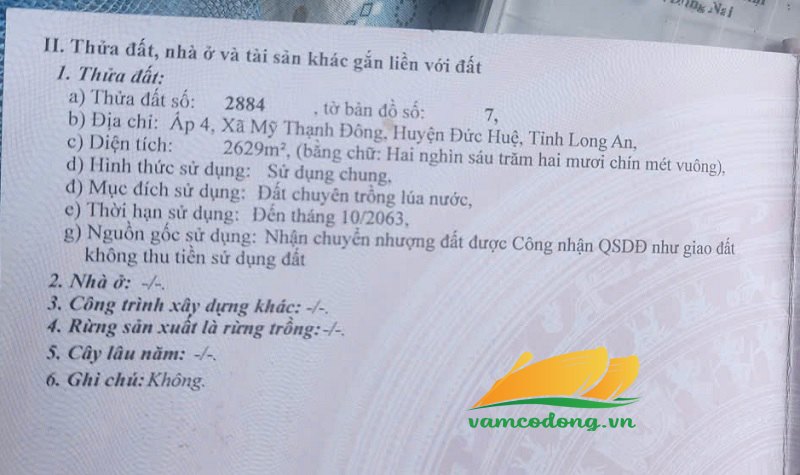 Đồng Nai
II. Thửa đất, nhà ở và tài sản khác gắn liền với đất
1. Thửa đất:
a) Thửa đất số: 2884 , tờ bản đồ số: 7,
b) Địa chỉ: Ấp 4, Xã Mỹ Thạnh Đông, Huyện Đức Huệ, Tỉnh Long An,
c) Diện tích: 2629m², (bằng chữ: Hai nghìn sáu trăm hai mươi chín mét vuông),
d) Hình thức sử dụng: Sử dụng chung,
đ) Mục đích sử dụng: Đất chuyên trồng lúa nước,
e) Thời hạn sử dụng: Đến tháng 10/2063,
g) Nguồn gốc sử dụng: Nhận chuyển nhượng đất được Công nhận QSDĐ như giao đất
không thu tiền sử dụng đất
2. Nhà ở: -/-.
3. Công trình xây dựng khác: -/-.
4. Rừng sản xuất là rừng trồng:-/-.
5. Cây lâu năm: -/-.
6. Ghi chú: Không.
vamcodong.vn